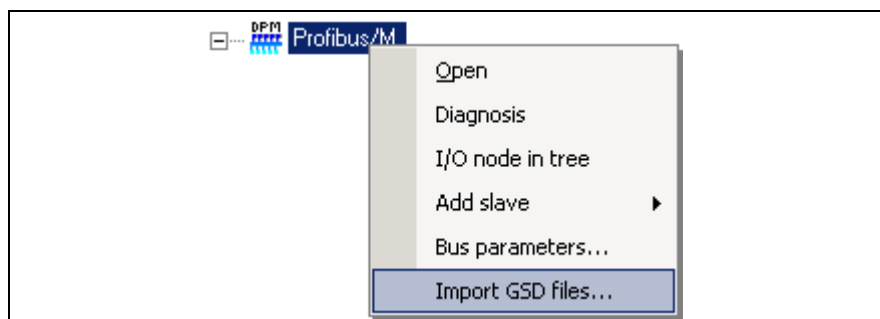 DPM
Profibus/M
Open
Diagnosis
I/O node in tree
Add slave
Bus parameters...
Import GSD files...